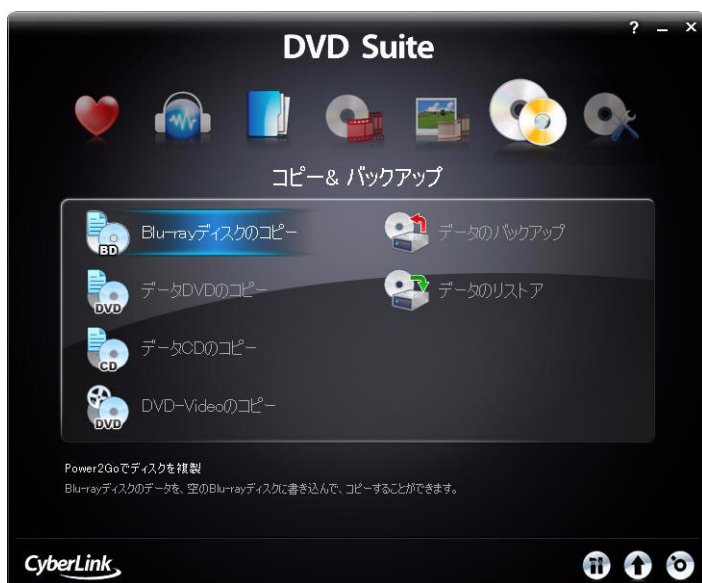 DVD Suite
コピー& バックアップ
Blu-rayディスクのコピー
BD
データDVDのコピー
DVD
データCDのコピー
CD
DVD-Videoのコピー
DVD
データのバックアップ
データのリストア
Power2Goでディスクを複製
Blu-rayディスクのデータを、空のBlu-rayディスクに書き込んで、コピーすることができます。
CyberLink